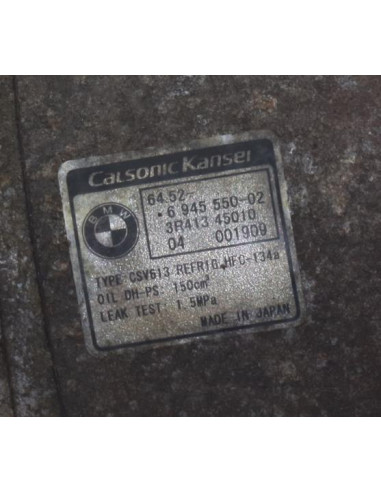 Calsonic Kansei
BMW
64.52-
6 945 550-02
3R413 45010
04 001909
TYPE CSV613 REFRIG. HFC-134a
OIL DH-PS: 150cm³
LEAK TEST: 1.5MPa
MADE IN JAPAN